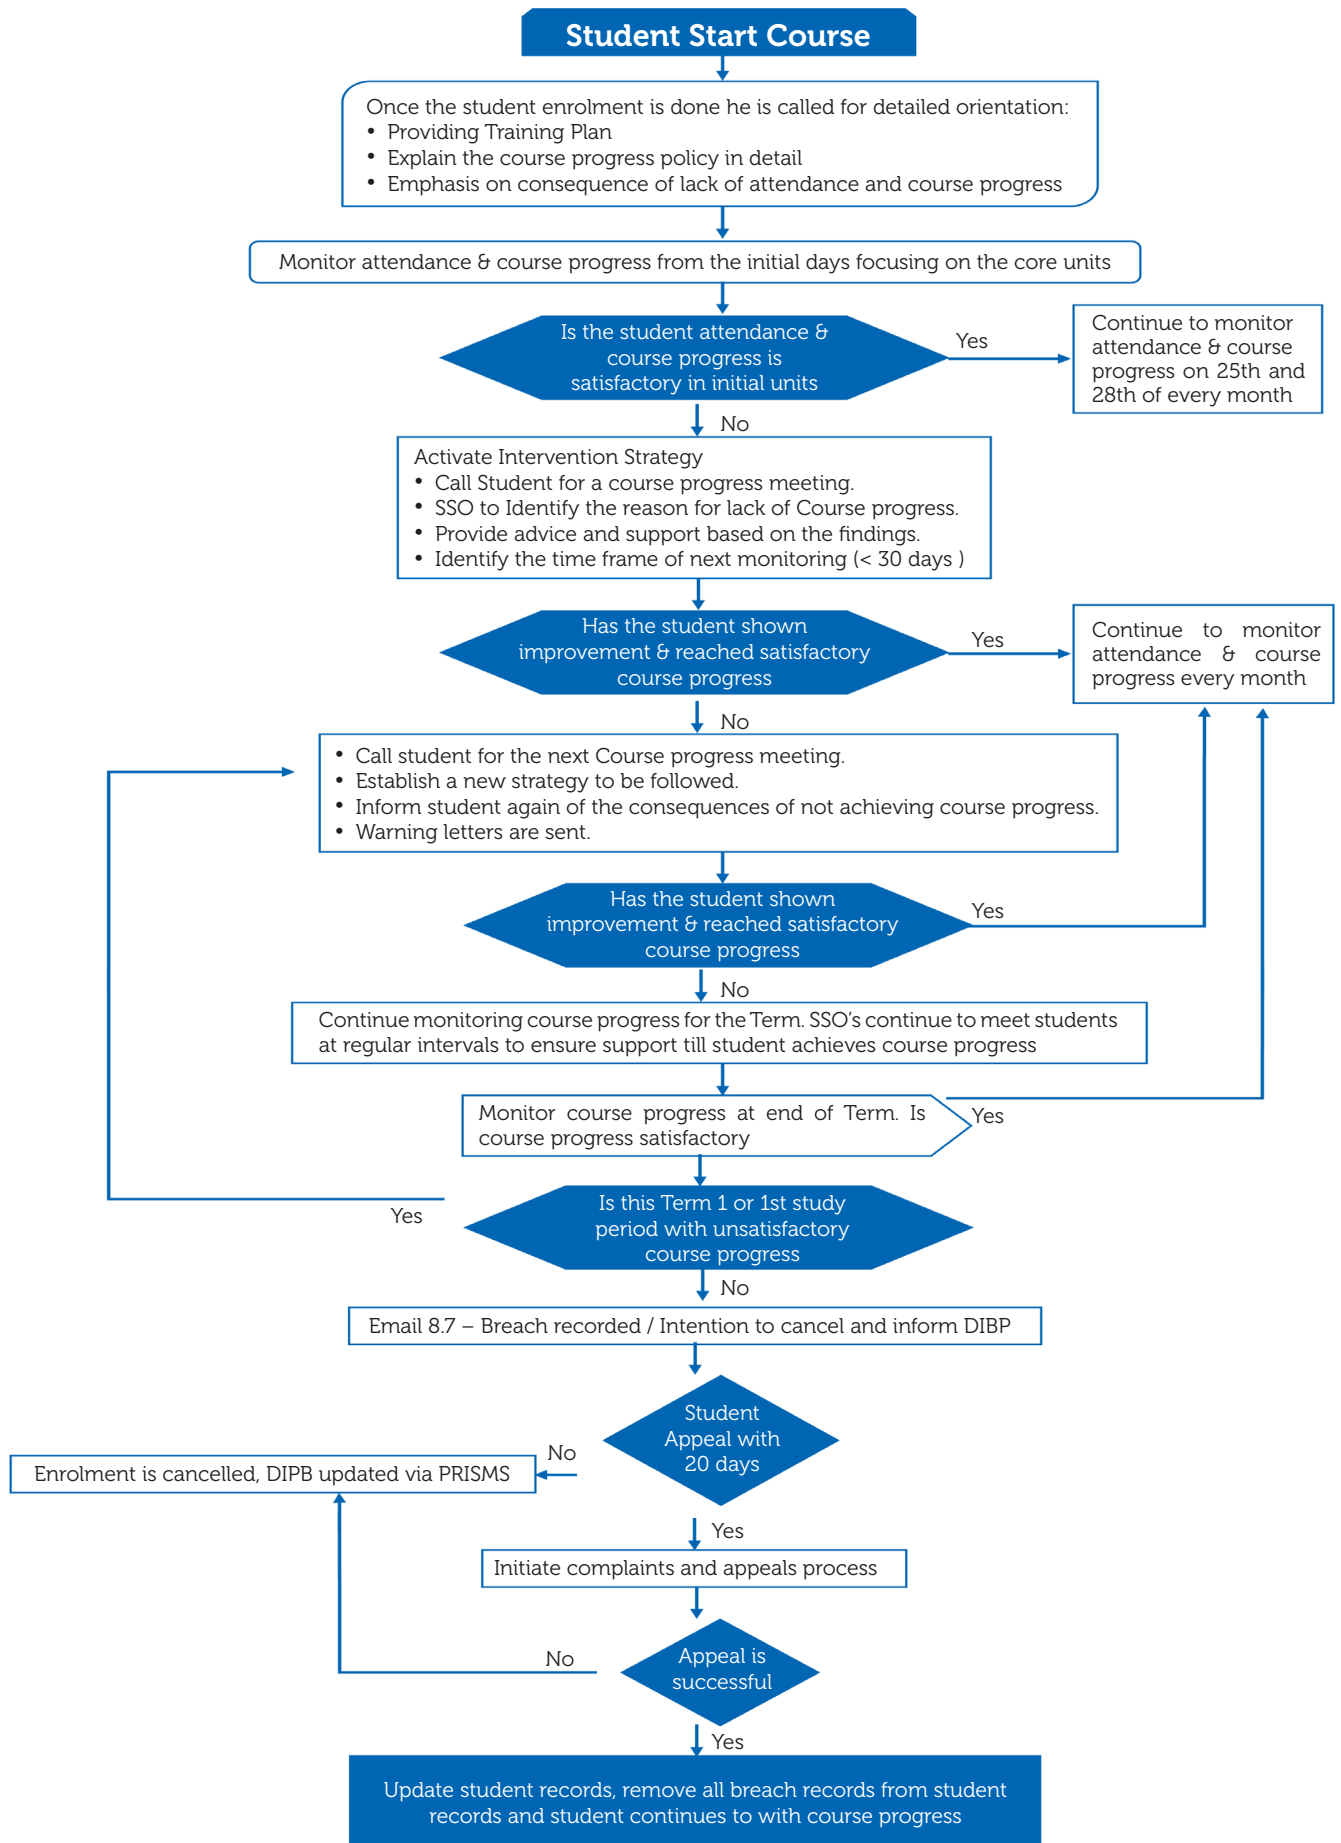 Student Start Course
Once the student enrolment is done he is called for detailed orientation:
• Providing Training Plan
• Explain the course progress policy in detail
• Emphasis on consequence of lack of attendance and course progress
Monitor attendance & course progress from the initial days focusing on the core units
Is the student attendance &
course progress is
satisfactory in initial units
Yes
Continue to monitor
attendance & course
progress on 25th and
28th of every month
No
Activate Intervention Strategy
• Call Student for a course progress meeting.
• SSO to Identify the reason for lack of Course progress.
• Provide advice and support based on the findings.
• Identify the time frame of next monitoring (< 30 days )
Has the student shown
improvement & reached satisfactory
course progress
Yes
Continue to monitor
attendance & course
progress every month
No
• Call student for the next Course progress meeting.
• Establish a new strategy to be followed.
• Inform student again of the consequences of not achieving course progress.
• Warning letters are sent.
Has the student shown
improvement & reached satisfactory
course progress
Yes
No
Continue monitoring course progress for the Term. SSO's continue to meet students
at regular intervals to ensure support till student achieves course progress
Monitor course progress at end of Term. Is
course progress satisfactory
Yes
Is this Term 1 or 1st study
period with unsatisfactory
course progress
Yes
No
Email 8.7 – Breach recorded / Intention to cancel and inform DIBP
Student
Appeal with
20 days
No
Enrolment is cancelled, DIPB updated via PRISMS
Yes
Initiate complaints and appeals process
Appeal is
successful
No
Yes
Update student records, remove all breach records from student
records and student continues to with course progress